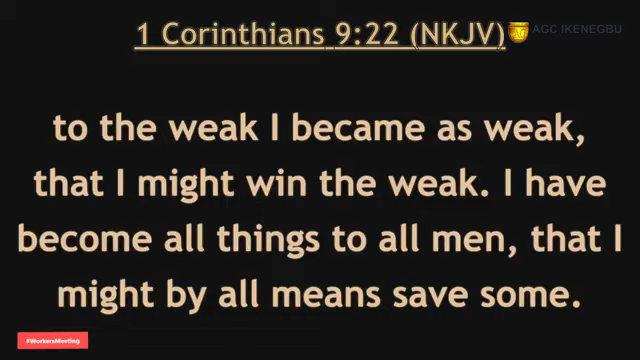 1 Corinthians 9:22 (NKJV)
AGC IKENEGBU
to the weak I became as weak,
that I might win the weak. I have
become all things to all men, that I
might by all means save some.
#WorkersMeeting